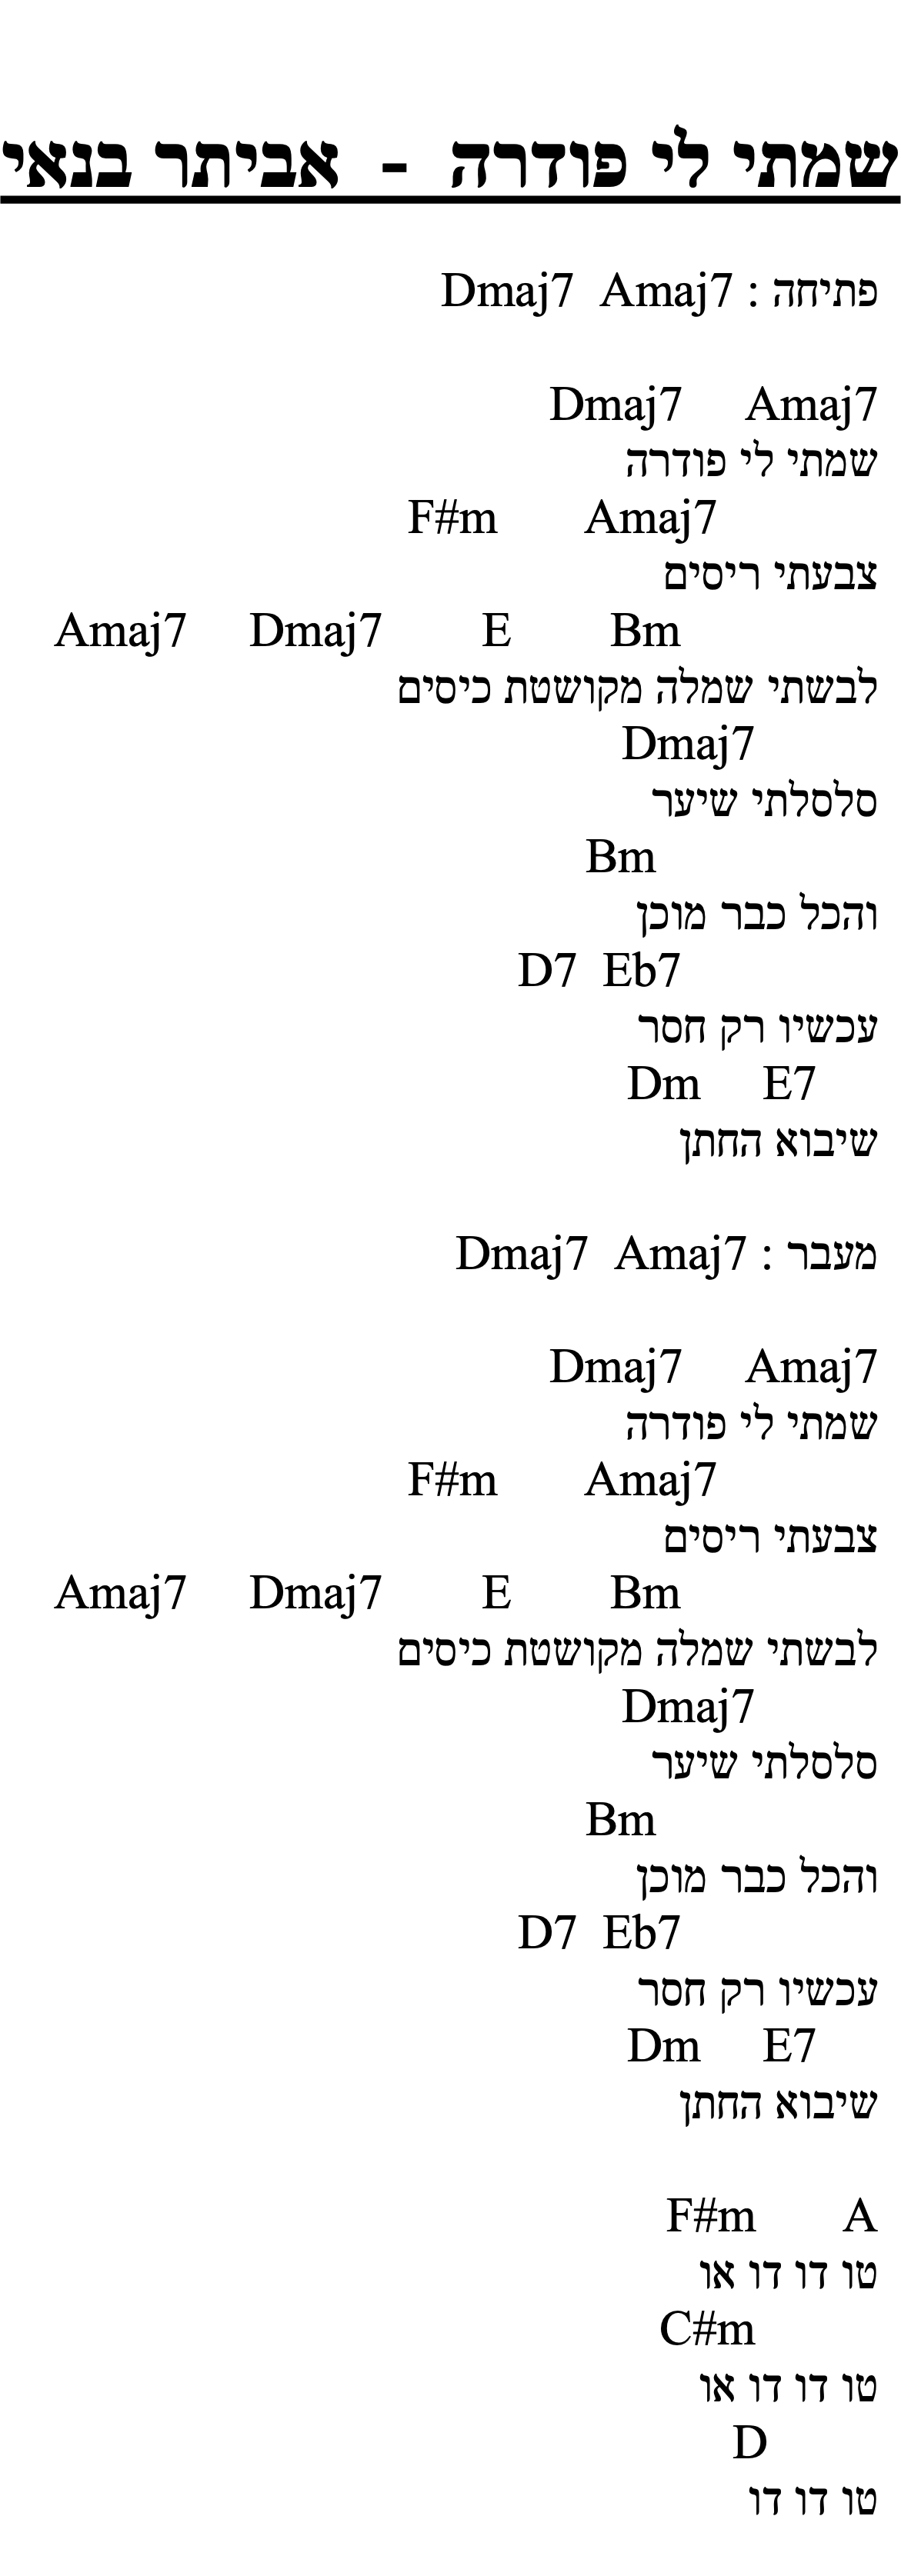 שמתי לי פודרה - אביתר בנאי
פתיחה : Amaj7 Dmaj7
Amaj7 Dmaj7
שמתי לי פודרה
Amaj7 F#m
צבעתי ריסים
Bm E Dmaj7 Amaj7
לבשתי שמלה מקושטת כיסים
Dmaj7
סלסלתי שיער
Bm
והכל כבר מוכן
Eb7 D7
עכשיו רק חסר
E7 Dm
שיבוא החתן
מעבר : Amaj7 Dmaj7
Amaj7 Dmaj7
שמתי לי פודרה
Amaj7 F#m
צבעתי ריסים
Bm E Dmaj7 Amaj7
לבשתי שמלה מקושטת כיסים
Dmaj7
סלסלתי שיער
Bm
והכל כבר מוכן
Eb7 D7
עכשיו רק חסר
E7 Dm
שיבוא החתן
A F#m
טו דו דו או
C#m
טו דו דו או
D
טו דו דו